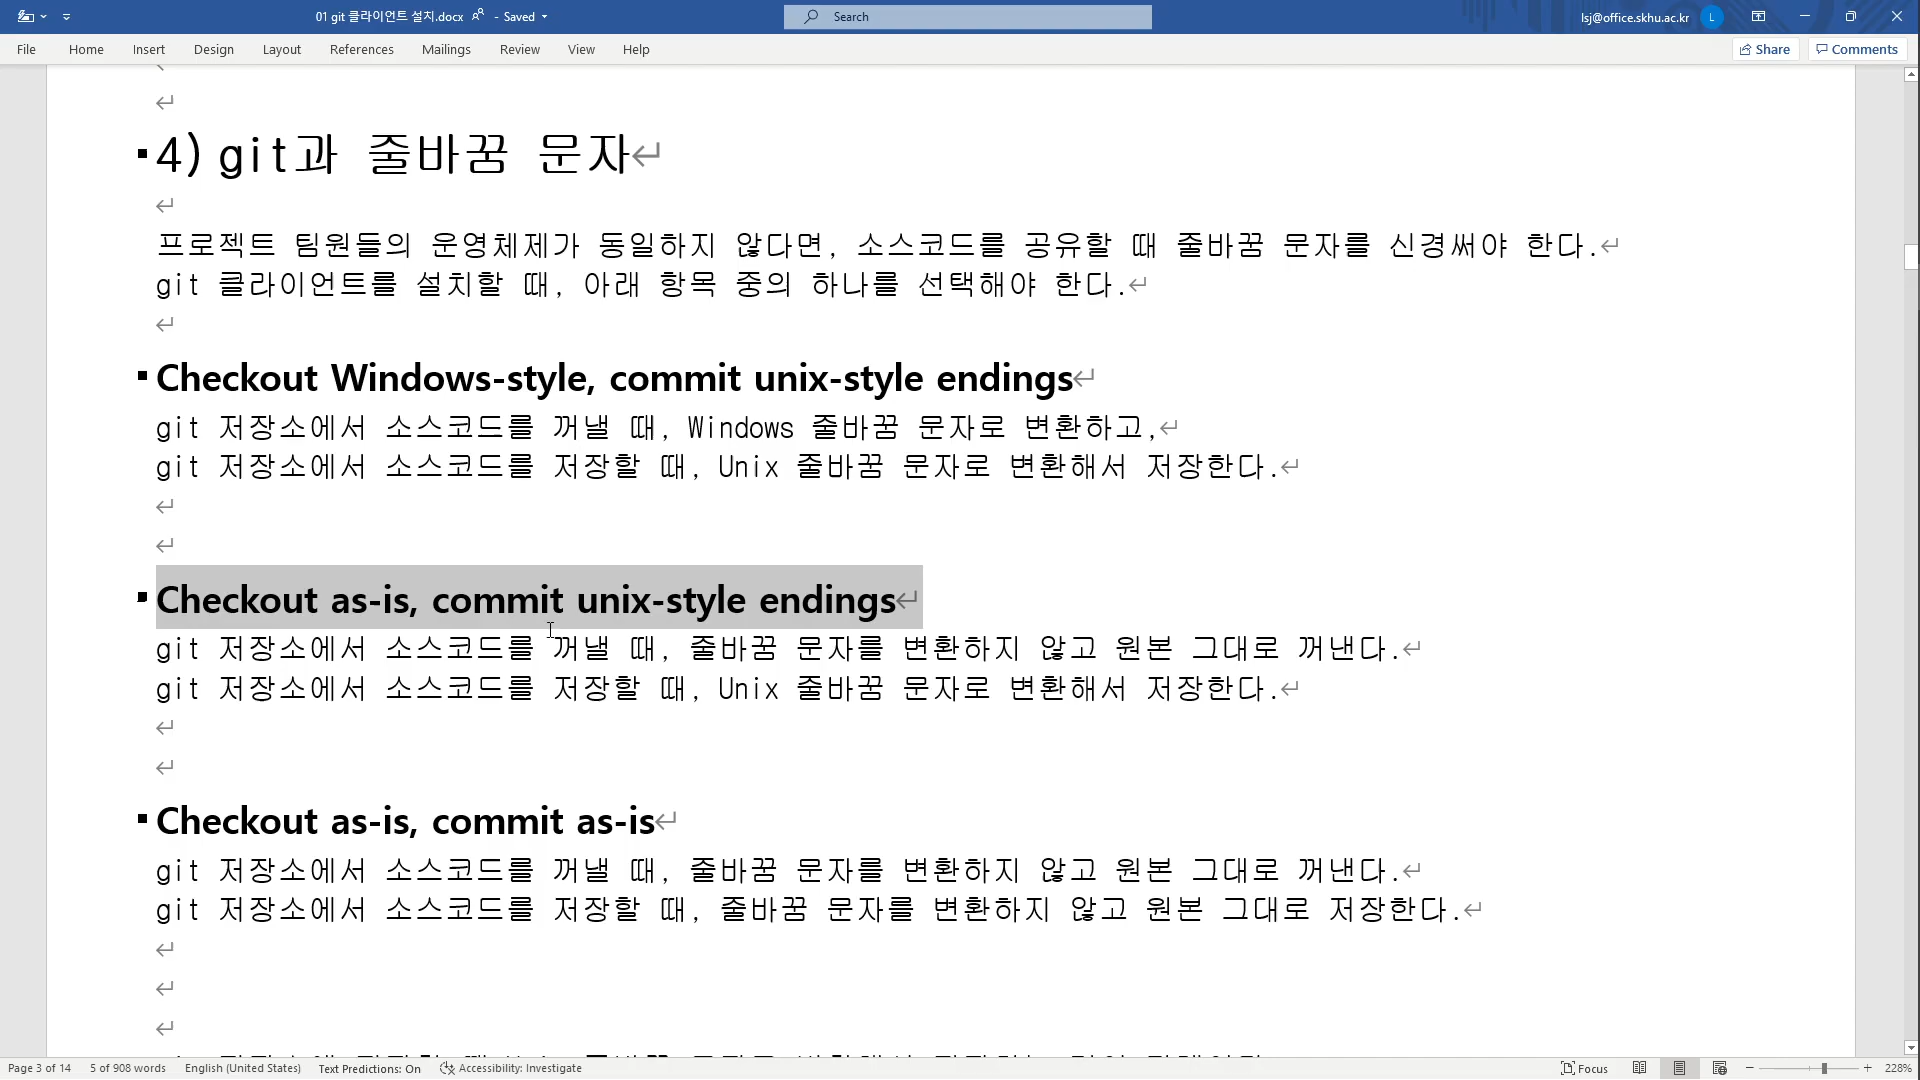 01 git 클라이언트 설치.docx - Saved
Search
lsj@office.skhu.ac.kr L
File Home Insert Design Layout References Mailings Review View Help
Share Comments
4) git과 줄바꿈 문자
프로젝트 팀원들의 운영체제가 동일하지 않다면, 소스코드를 공유할 때 줄바꿈 문자를 신경써야 한다.
git 클라이언트를 설치할 때, 아래 항목 중의 하나를 선택해야 한다.
Checkout Windows-style, commit unix-style endings
git 저장소에서 소스코드를 꺼낼 때, Windows 줄바꿈 문자로 변환하고,
git 저장소에서 소스코드를 저장할 때, Unix 줄바꿈 문자로 변환해서 저장한다.
Checkout as-is, commit unix-style endings
git 저장소에서 소스코드를 꺼낼 때, 줄바꿈 문자를 변환하지 않고 원본 그대로 꺼낸다.
git 저장소에서 소스코드를 저장할 때, Unix 줄바꿈 문자로 변환해서 저장한다.
Checkout as-is, commit as-is
git 저장소에서 소스코드를 꺼낼 때, 줄바꿈 문자를 변환하지 않고 원본 그대로 꺼낸다.
git 저장소에서 소스코드를 저장할 때, 줄바꿈 문자를 변환하지 않고 원본 그대로 저장한다.
Page 3 of 14 5 of 908 words English (United States) Text Predictions: On Accessibility: Investigate
Focus 228%